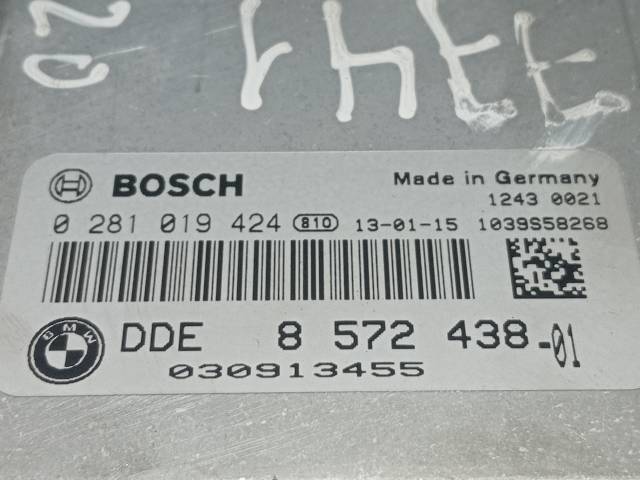 BOSCH Made in Germany
1243 0021
0 281 019 424 810 13-01-15 1039S58268
BMW DDE 8 572 438-01
030913455